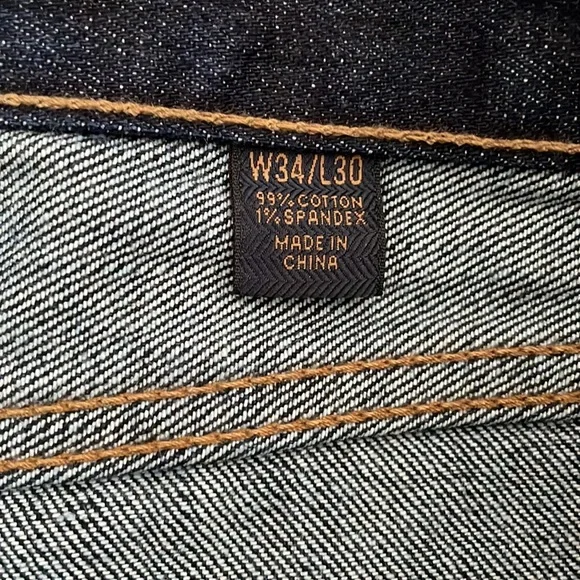 W34/L30
99% COTTON
1% SPANDEX
MADE IN
CHINA